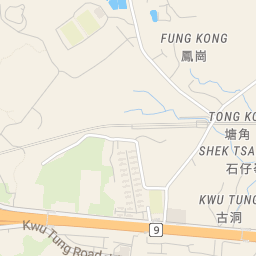 FUNG KONG
鳳崗
TONG KO
塘角
SHEK TSA
石仔
KWU TUNG
古洞
9
Kwu Tung Road